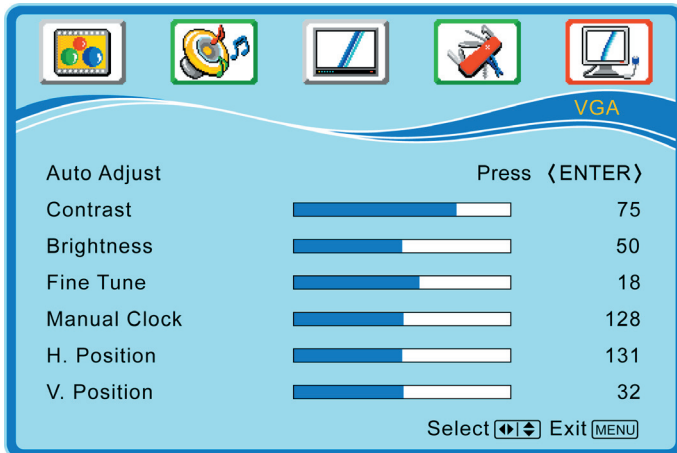 VGA
Auto Adjust Press 〈ENTER〉
Contrast 75
Brightness 50
Fine Tune 18
Manual Clock 128
H. Position 131
V. Position 32
Select Exit MENU